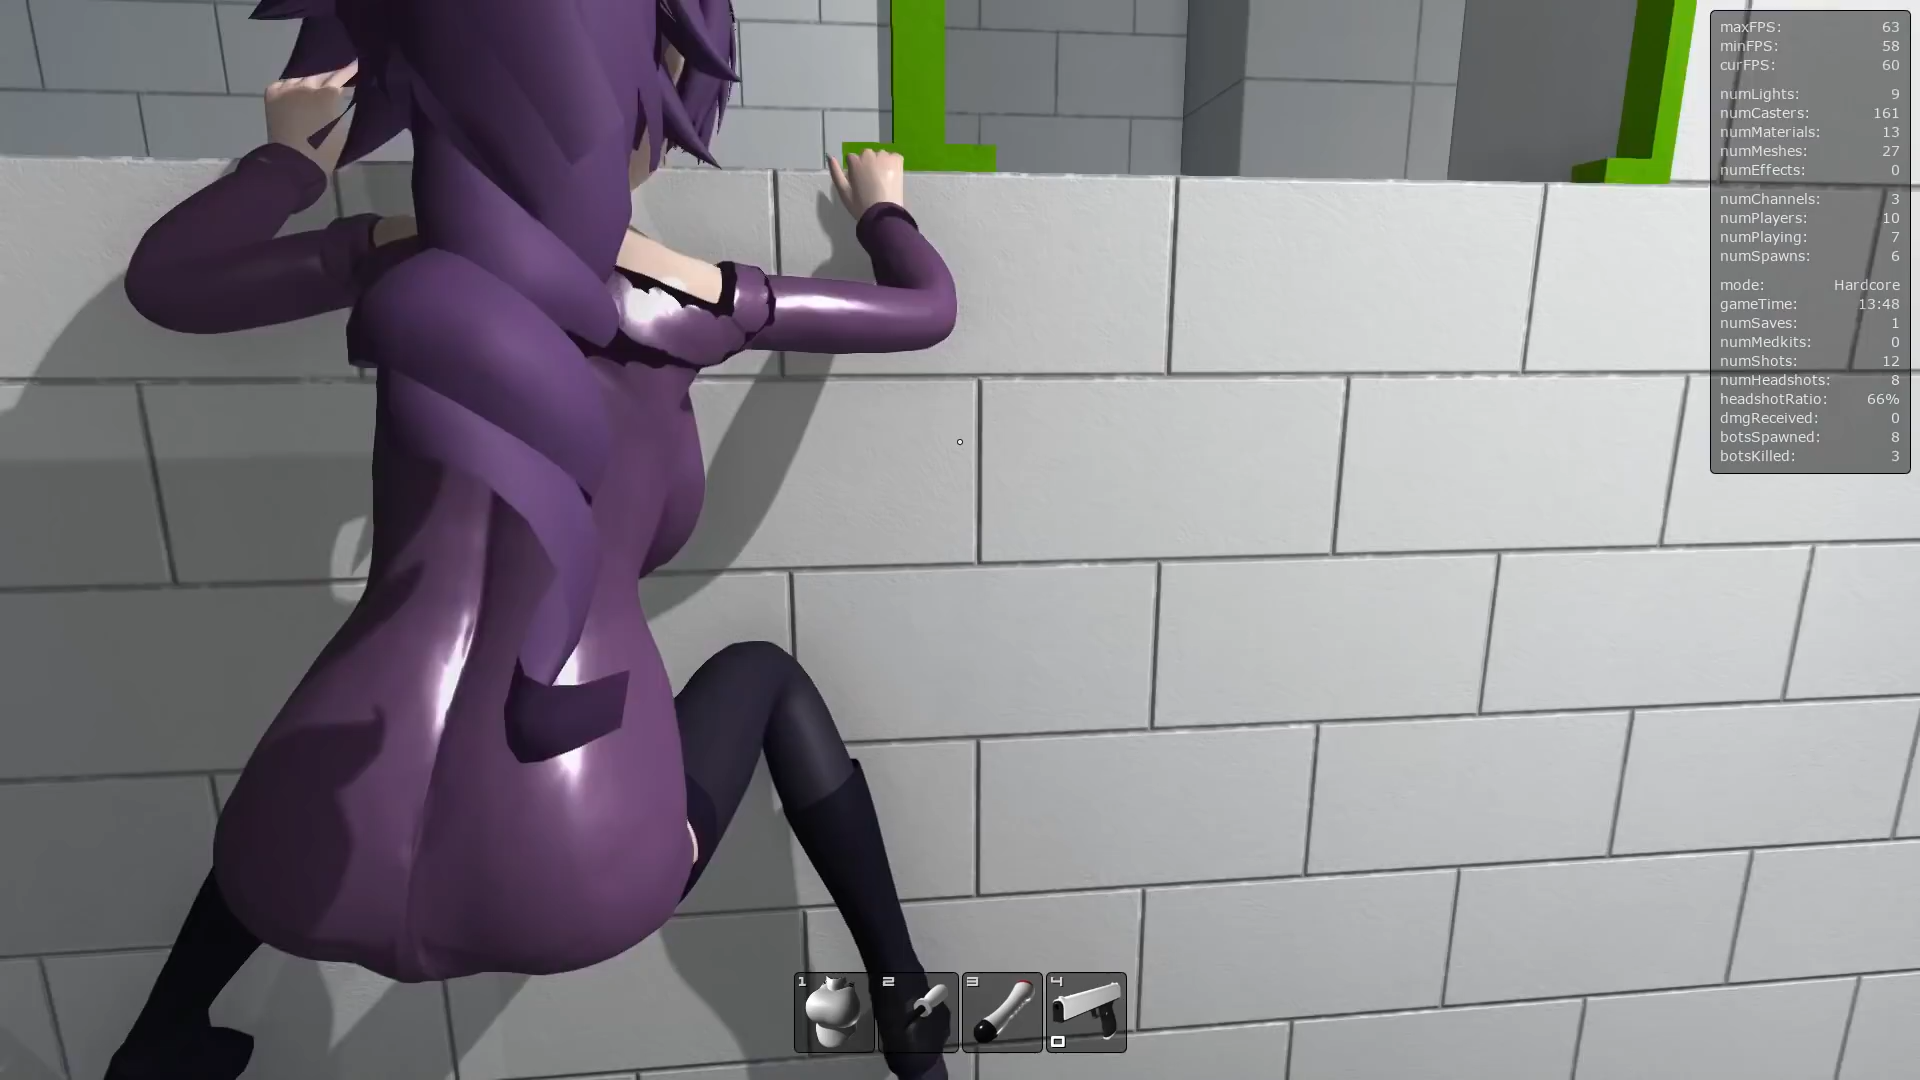 maxFPS: 63
minFPS: 58
curFPS: 60
numLights: 9
numCasters: 161
numMaterials: 13
numMeshes: 27
numEffects: 0
numChannels: 3
numPlayers: 10
numPlaying: 7
numSpawns: 6
mode: Hardcore
gameTime: 13:48
numSaves: 1
numMedkits: 0
numShots: 12
numHeadshots: 8
headshotRatio: 66%
dmgReceived: 0
botsSpawned: 8
botsKilled: 3
1 2 3 4
0